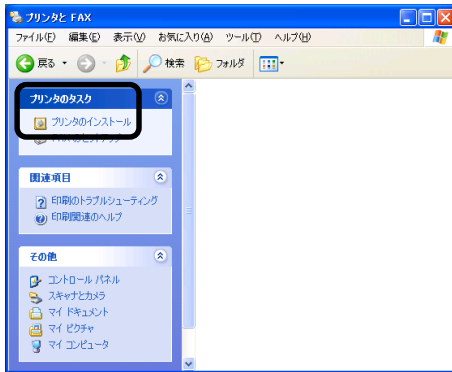 プリンタと FAX
ファイル(F) 編集(E) 表示(V) お気に入り(A) ツール(T) ヘルプ(H)
戻る 検索 フォルダ
プリンタのタスク
プリンタのインストール
関連項目
印刷のトラブルシューティング
印刷関連のヘルプ
その他
コントロール パネル
スキャナとカメラ
マイ ドキュメント
マイ ピクチャ
マイ コンピュータ